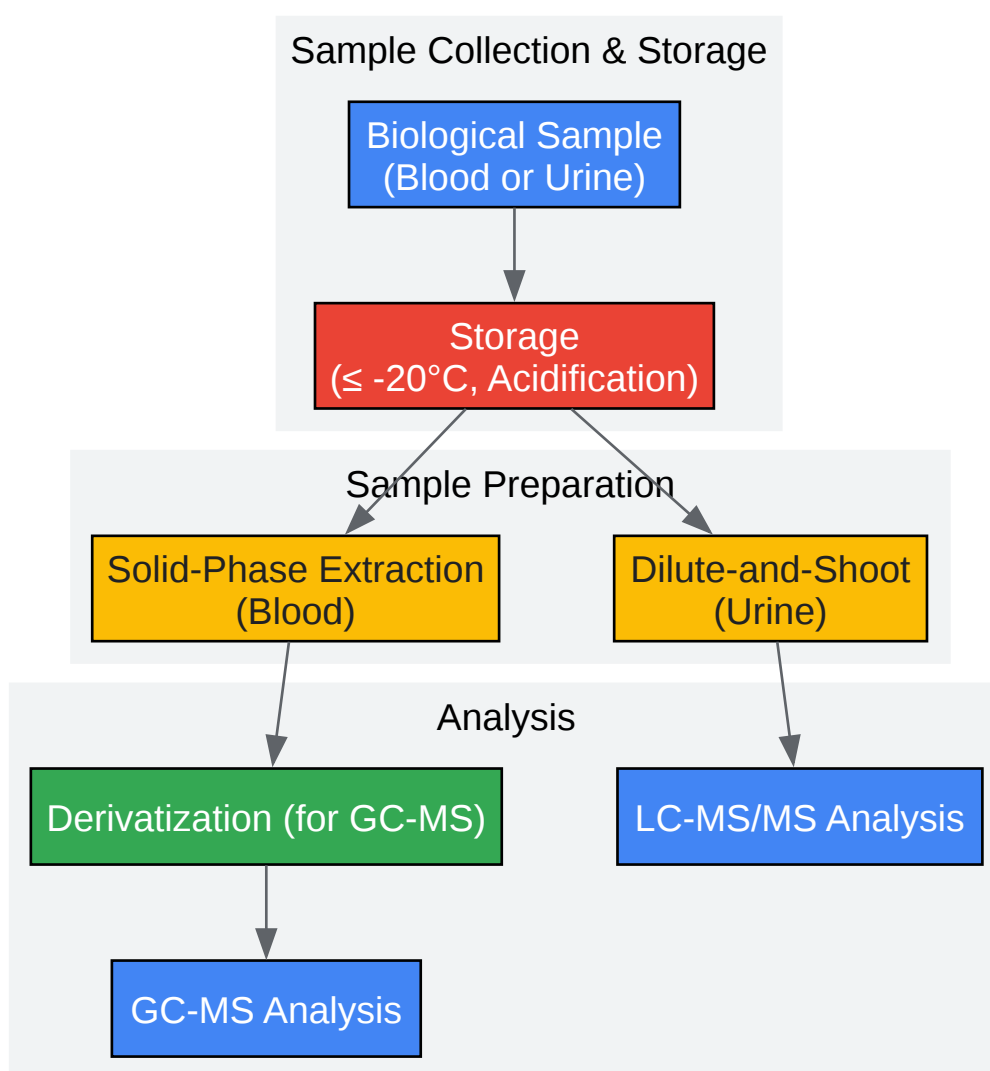 Sample Collection & Storage
Biological Sample
(Blood or Urine)
Storage
(≤ -20°C, Acidification)
Sample Preparation
Solid-Phase Extraction
(Blood)
Dilute-and-Shoot
(Urine)
Analysis
Derivatization (for GC-MS)
LC-MS/MS Analysis
GC-MS Analysis